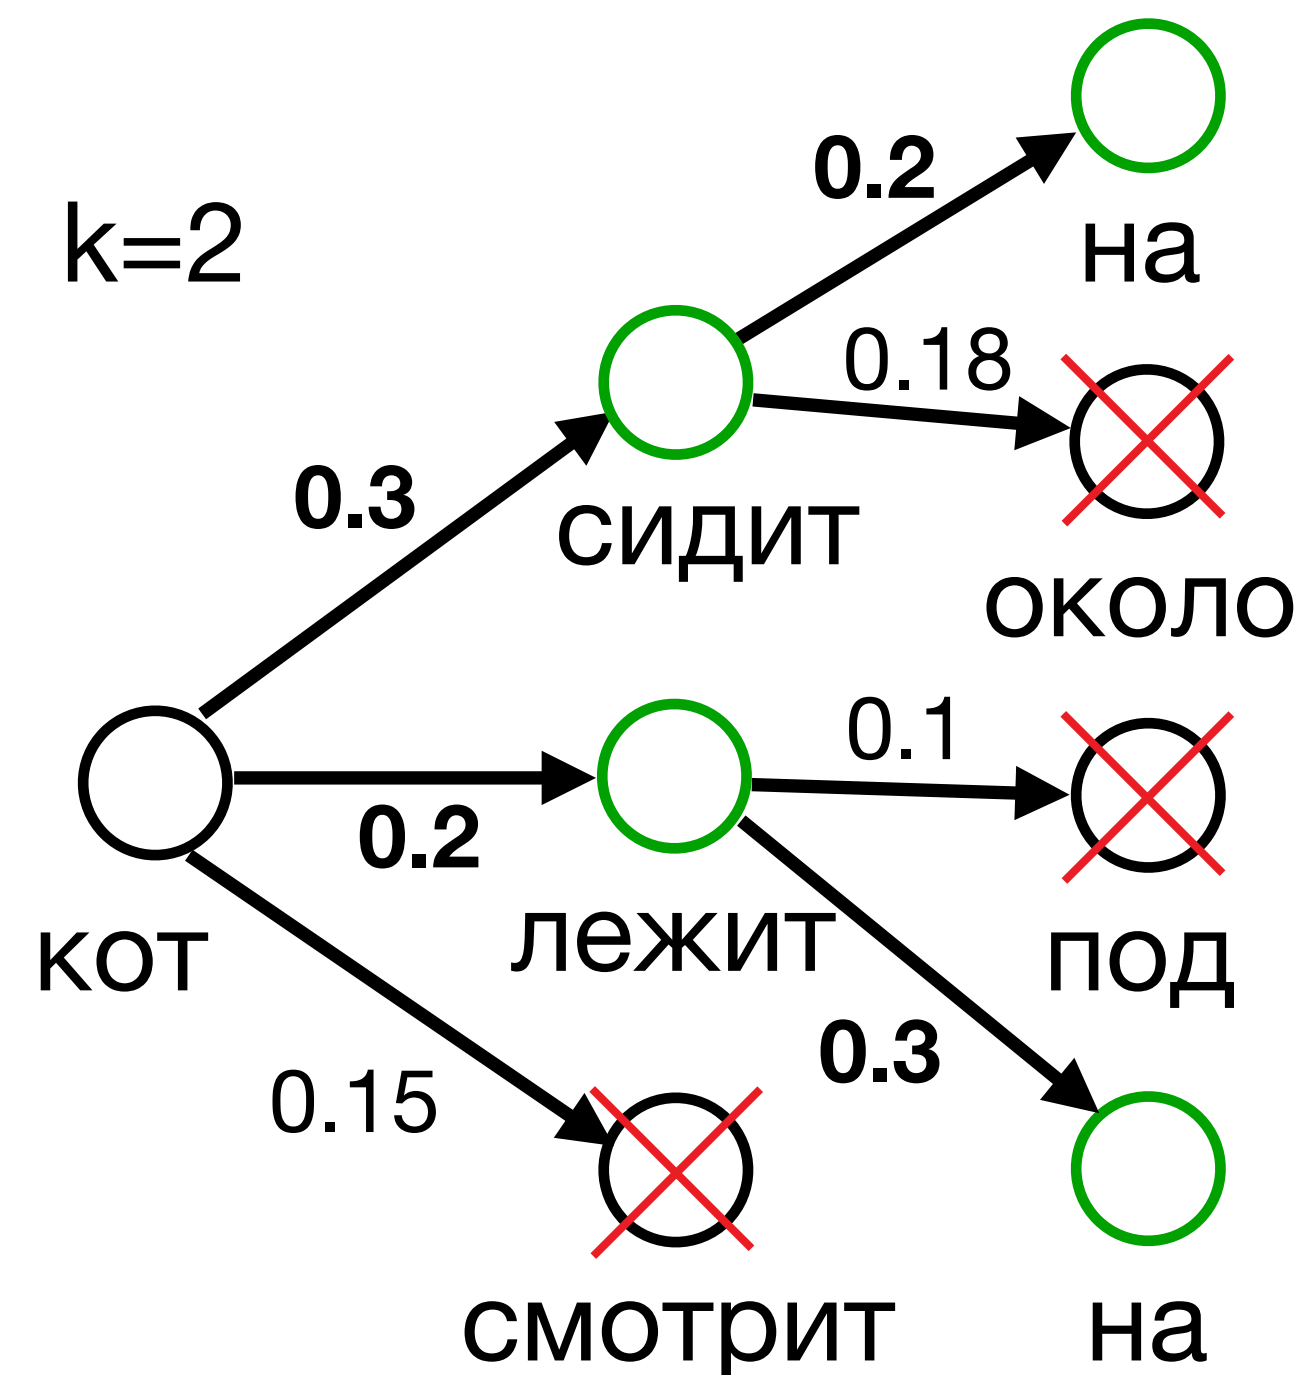 0.2
на
k=2
0.18
0.3
сидит
около
0.1
0.2
кот
лежит
под
0.3
0.15
смотрит
на